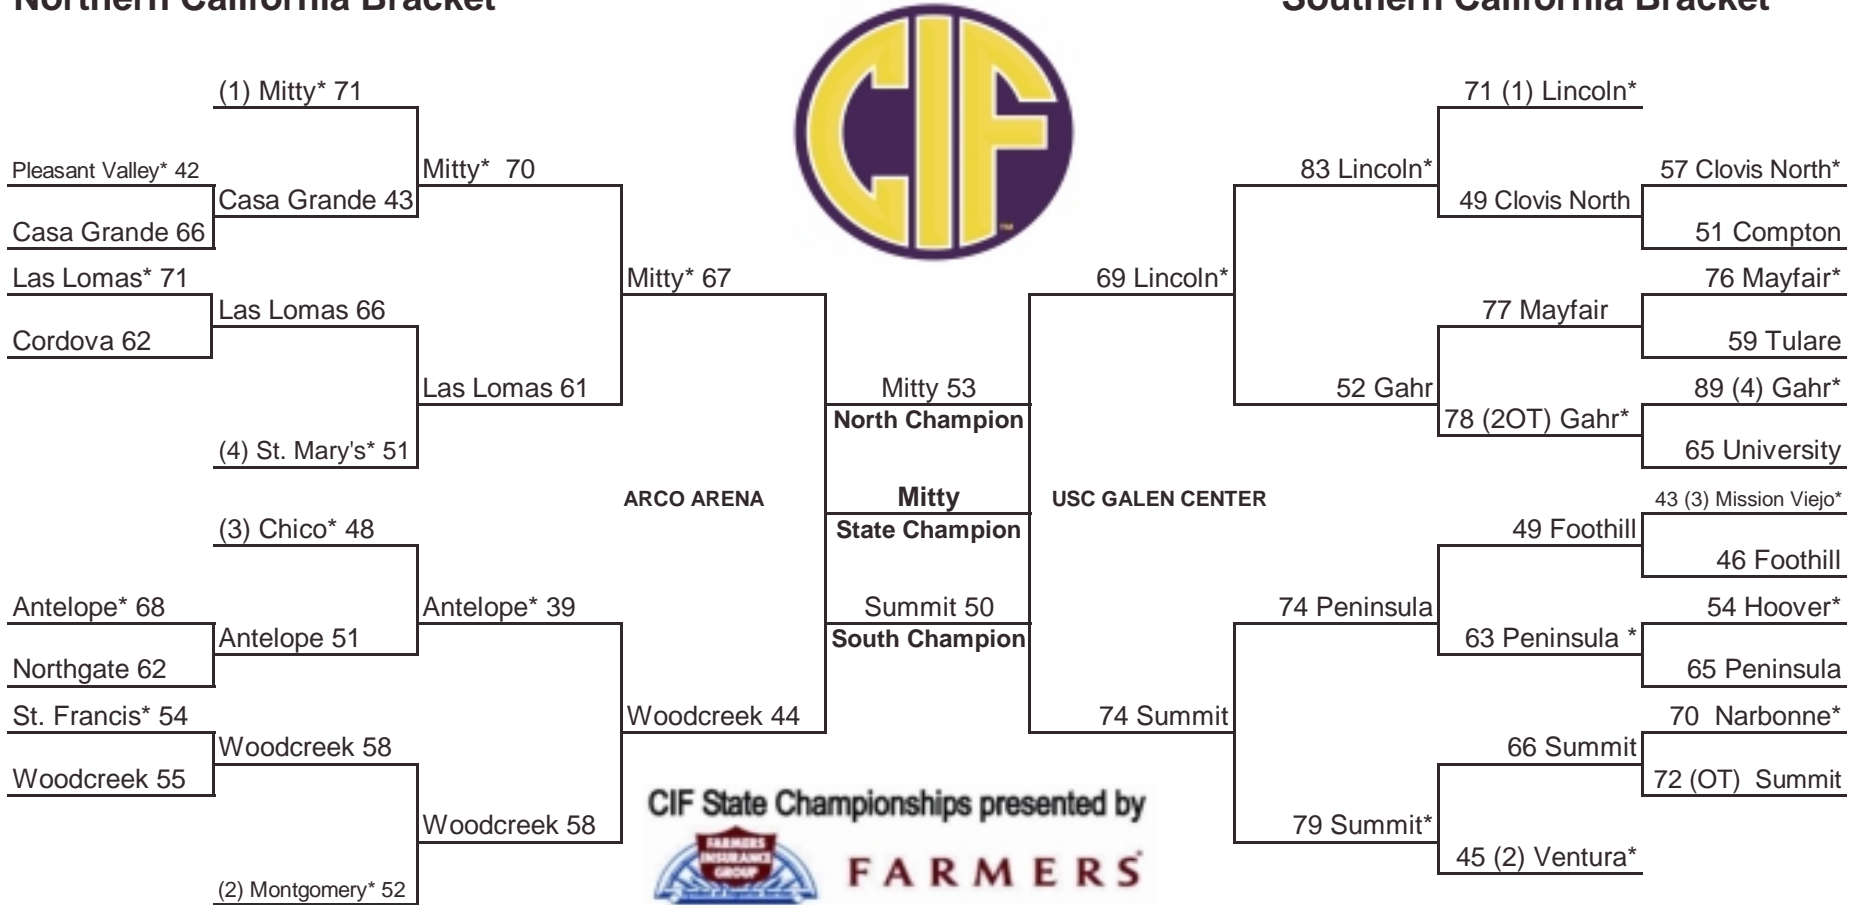 Northern California Bracket
Southern California Bracket
CIF
TM
(1) Mitty* 71
Pleasant Valley* 42
Casa Grande 43
Mitty*  70
Casa Grande 66
Las Lomas* 71
Las Lomas 66
Mitty* 67
Cordova 62
Las Lomas 61
(4) St. Mary's* 51
(3) Chico* 48
Antelope* 68
Antelope 51
Antelope* 39
Northgate 62
St. Francis* 54
Woodcreek 58
Woodcreek 44
Woodcreek 55
Woodcreek 58
(2) Montgomery* 52
ARCO ARENA
Mitty 53
North Champion
Mitty
State Champion
Summit 50
South Champion
USC GALEN CENTER
71 (1) Lincoln*
83 Lincoln*
57 Clovis North*
49 Clovis North
51 Compton
69 Lincoln*
76 Mayfair*
77 Mayfair
59 Tulare
52 Gahr
89 (4) Gahr*
78 (2OT) Gahr*
65 University
43 (3) Mission Viejo*
49 Foothill
46 Foothill
74 Peninsula
54 Hoover*
63 Peninsula *
65 Peninsula
74 Summit
70  Narbonne*
66 Summit
72 (OT)  Summit
79 Summit*
45 (2) Ventura*
CIF State Championships presented by
FARMERS
INSURANCE
GROUP
FARMERS